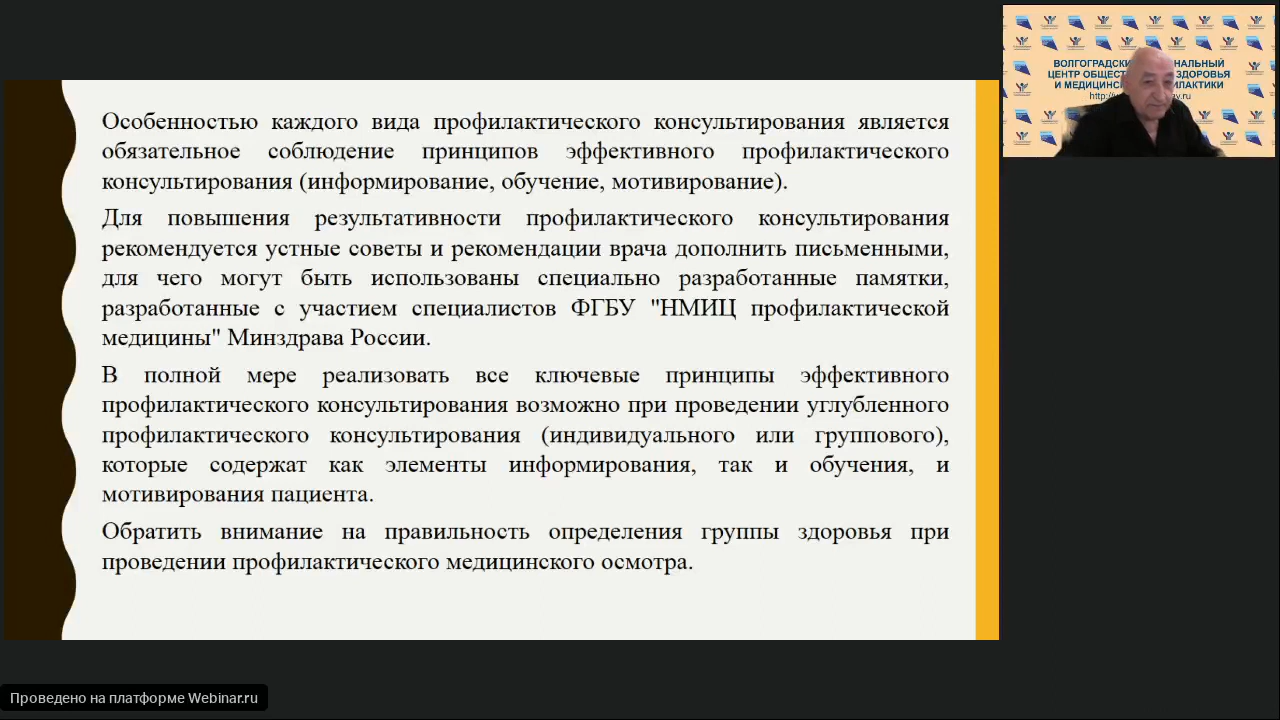 Особенностью каждого вида профилактического консультирования является
обязательное соблюдение принципов эффективного профилактического
консультирования (информирование, обучение, мотивирование).
Для повышения результативности профилактического консультирования
рекомендуется устные советы и рекомендации врача дополнить письменными,
для чего могут быть использованы специально разработанные памятки,
разработанные с участием специалистов ФГБУ "НМИЦ профилактической
медицины" Минздрава России.
В полной мере реализовать все ключевые принципы эффективного
профилактического консультирования возможно при проведении углубленного
профилактического консультирования (индивидуального или группового),
которые содержат как элементы информирования, так и обучения, и
мотивирования пациента.
Обратить внимание на правильность определения группы здоровья при
проведении профилактического медицинского осмотра.
ЦЕНТР ЗДОРОВЬЯ
И
Проведено на платформе Webinar.ru